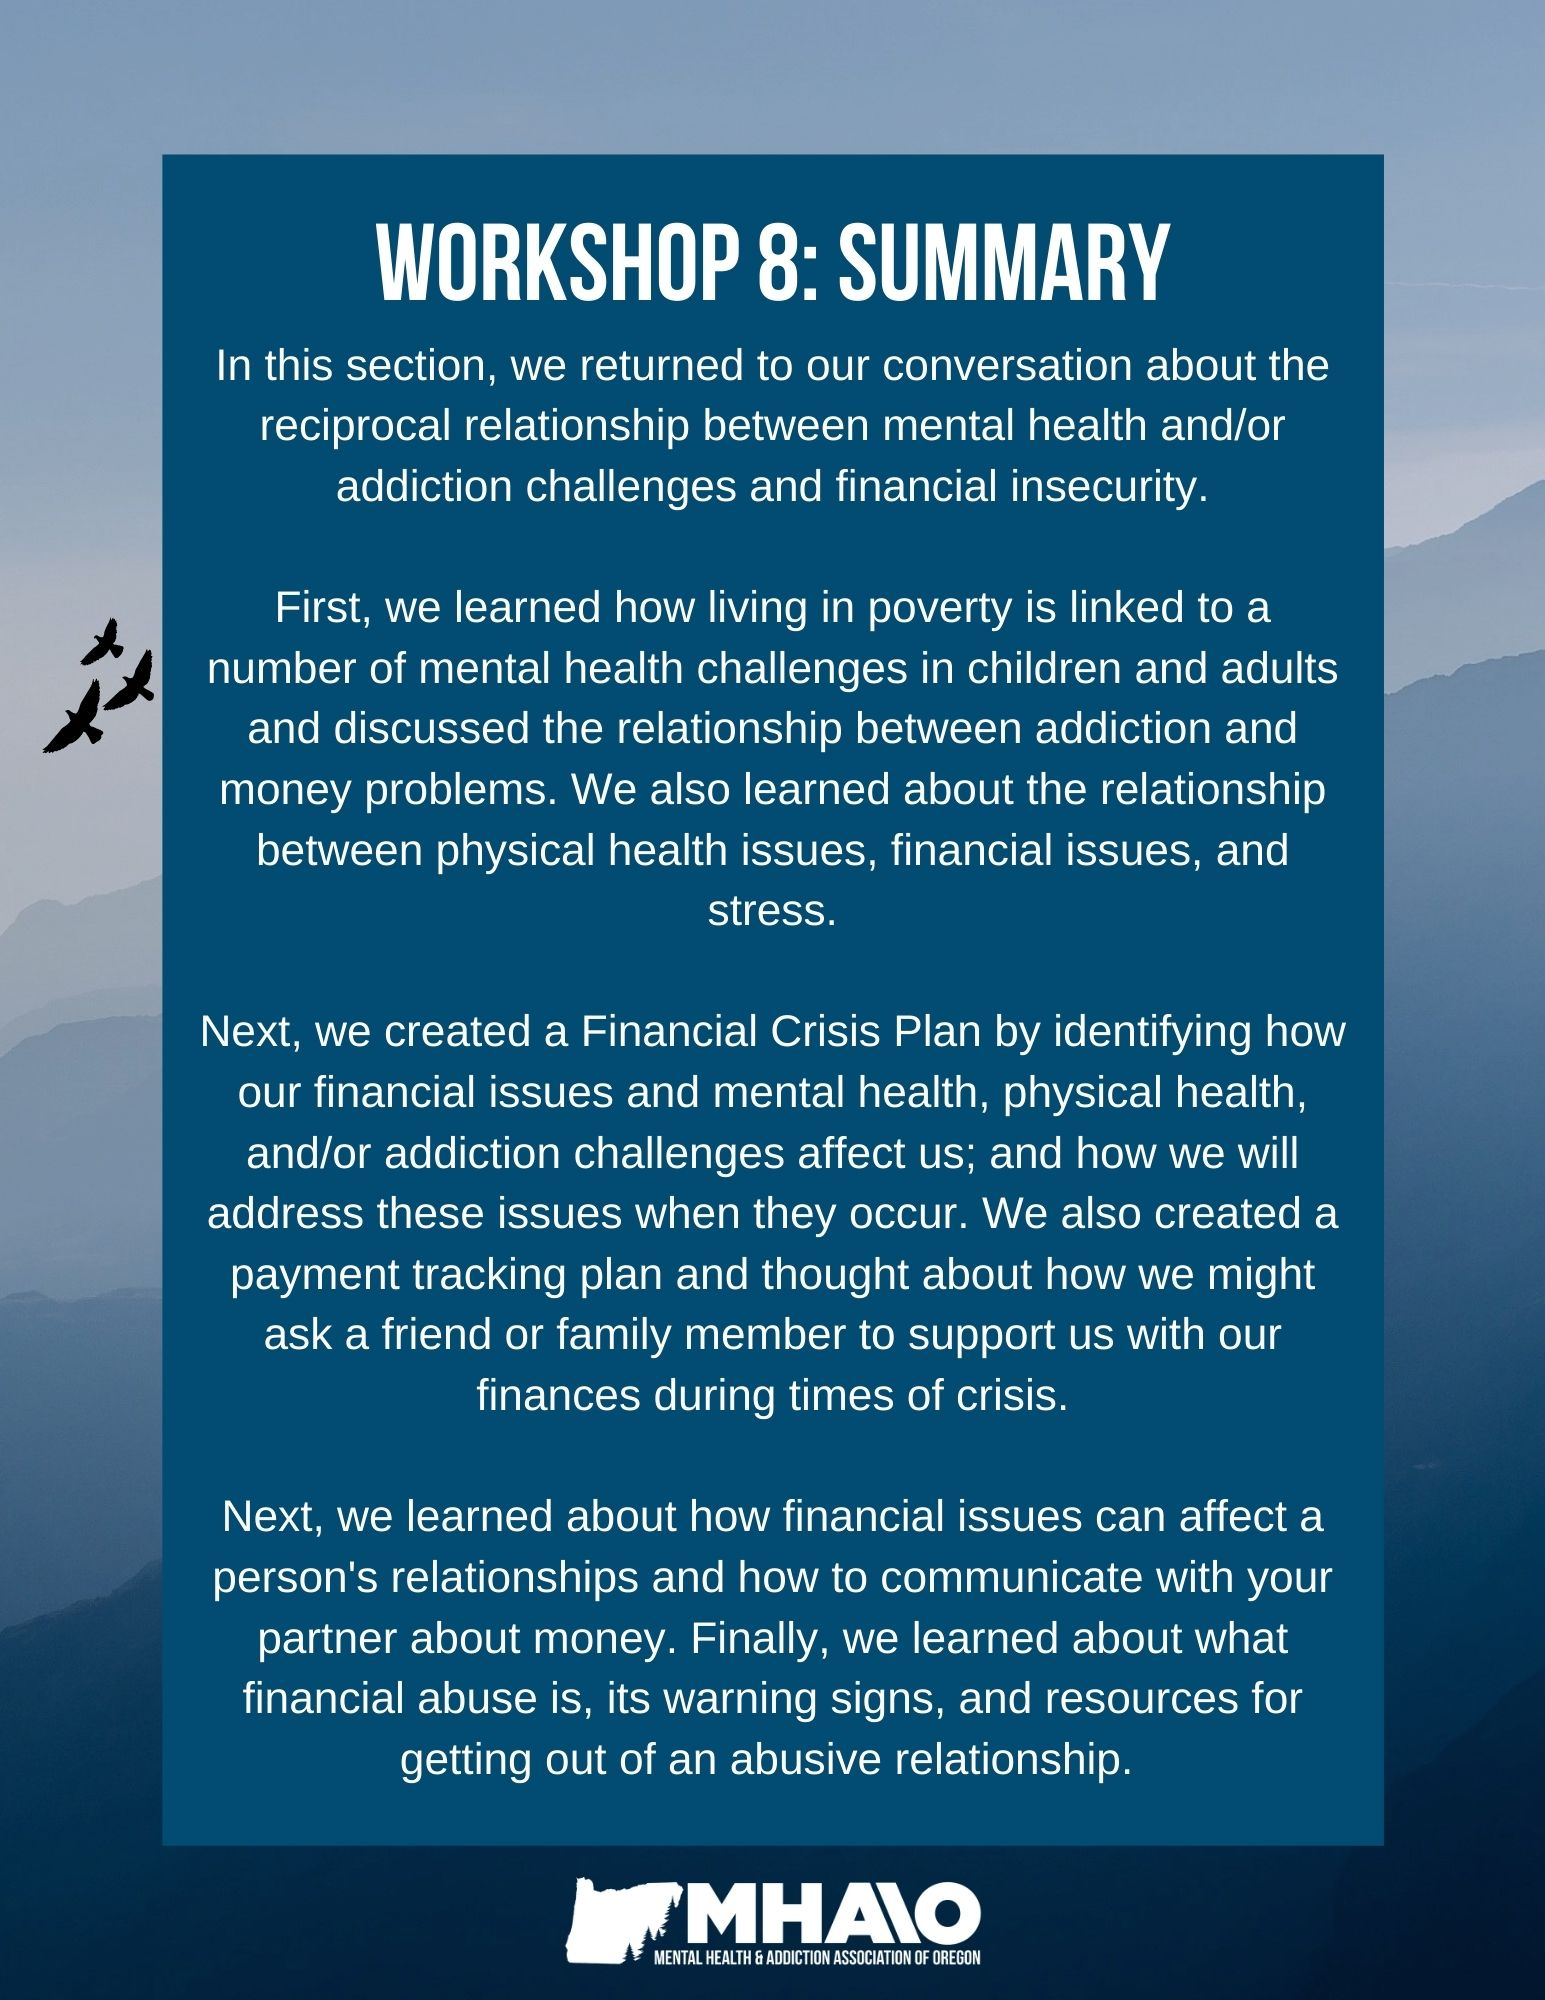 WORKSHOP 8: SUMMARY
In this section, we returned to our conversation about the
reciprocal relationship between mental health and/or
addiction challenges and financial insecurity.
First, we learned how living in poverty is linked to a
number of mental health challenges in children and adults
and discussed the relationship between addiction and
money problems. We also learned about the relationship
between physical health issues, financial issues, and
stress.
Next, we created a Financial Crisis Plan by identifying how
our financial issues and mental health, physical health,
and/or addiction challenges affect us; and how we will
address these issues when they occur. We also created a
payment tracking plan and thought about how we might
ask a friend or family member to support us with our
finances during times of crisis.
Next, we learned about how financial issues can affect a
person's relationships and how to communicate with your
partner about money. Finally, we learned about what
financial abuse is, its warning signs, and resources for
getting out of an abusive relationship.
MHAAO
MENTAL HEALTH & ADDICTION ASSOCIATION OF OREGON